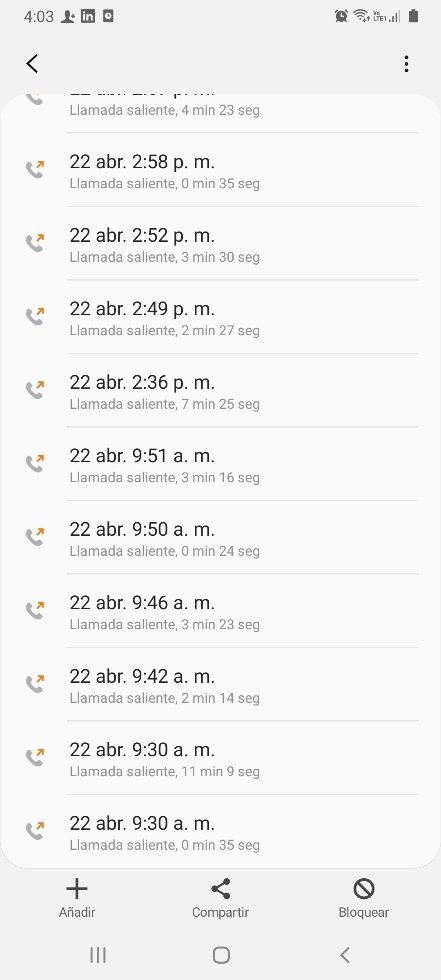 4:03
Llamada saliente, 4 min 23 seg
22 abr. 2:58 p. m.
Llamada saliente, 0 min 35 seg
22 abr. 2:52 p. m.
Llamada saliente, 3 min 30 seg
22 abr. 2:49 p. m.
Llamada saliente, 2 min 27 seg
22 abr. 2:36 p. m.
Llamada saliente, 7 min 25 seg
22 abr. 9:51 a. m.
Llamada saliente, 3 min 16 seg
22 abr. 9:50 a. m.
Llamada saliente, 0 min 24 seg
22 abr. 9:46 a. m.
Llamada saliente, 3 min 23 seg
22 abr. 9:42 a. m.
Llamada saliente, 2 min 14 seg
22 abr. 9:30 a. m.
Llamada saliente, 11 min 9 seg
22 abr. 9:30 a. m.
Llamada saliente, 0 min 35 seg
Añadir Compartir Bloquear